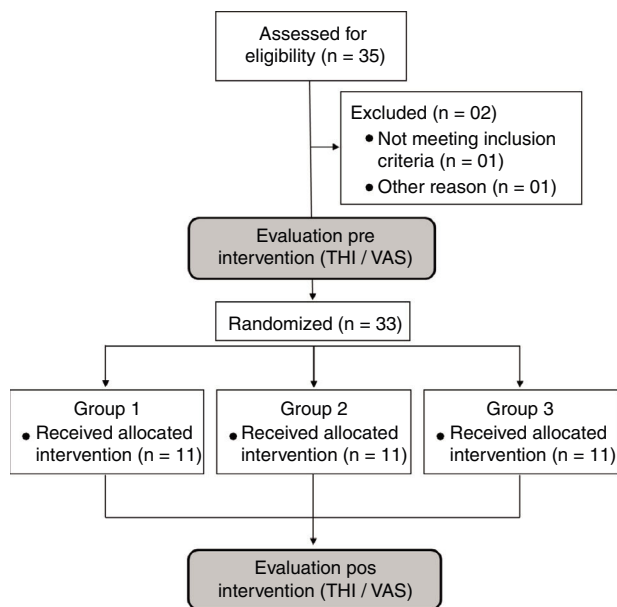 Assessed for
eligibility (n = 35)
Excluded (n = 02)
• Not meeting inclusion
criteria (n = 01)
• Other reason (n = 01)
Evaluation pre
intervention (THI / VAS)
Randomized (n = 33)
Group 1
• Received allocated
intervention (n = 11)
Group 2
• Received allocated
intervention (n = 11)
Group 3
• Received allocated
intervention (n = 11)
Evaluation pos
intervention (THI / VAS)